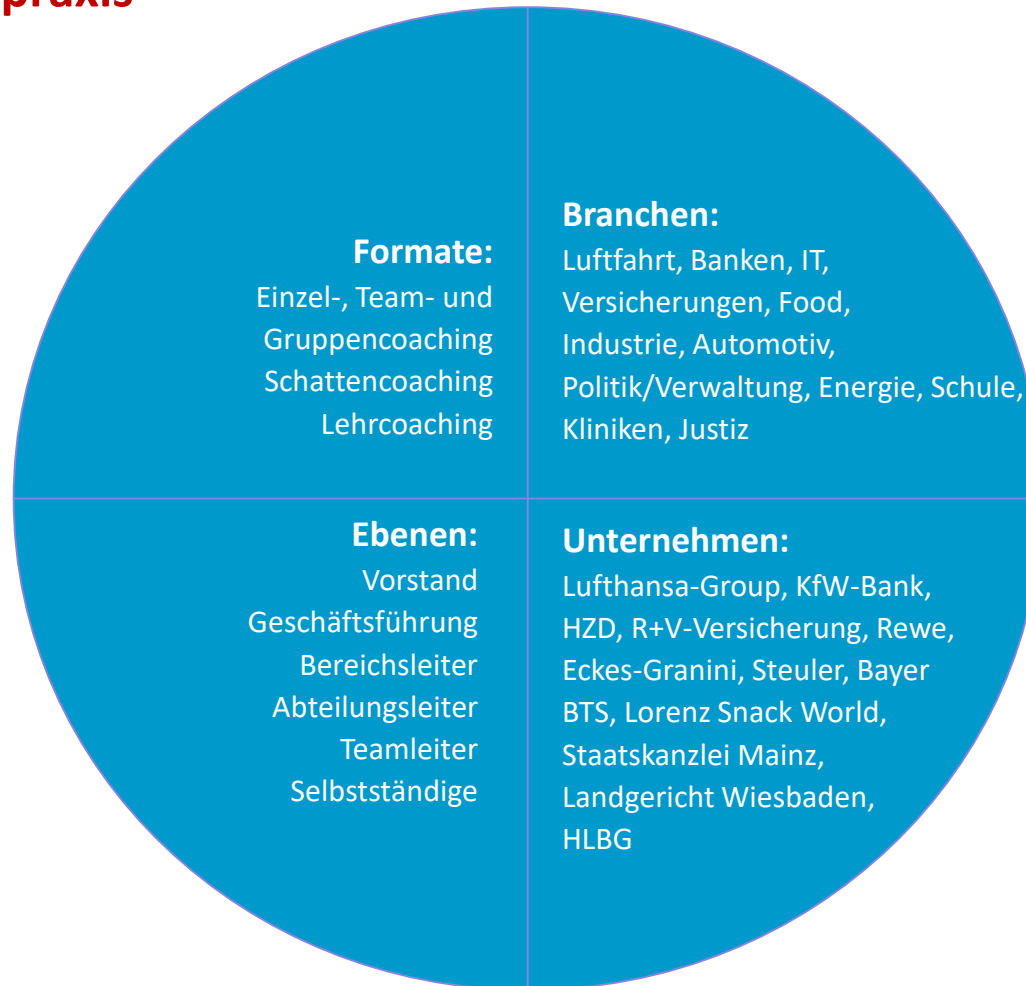 praxis
Formate:
Einzel-, Team- und
Gruppencoaching
Schattencoaching
Lehrcoaching
Branchen:
Luftfahrt, Banken, IT,
Versicherungen, Food,
Industrie, Automotiv,
Politik/Verwaltung, Energie, Schule,
Kliniken, Justiz
Ebenen:
Vorstand
Geschäftsführung
Bereichsleiter
Abteilungsleiter
Teamleiter
Selbstständige
Unternehmen:
Lufthansa-Group, KfW-Bank,
HZD, R+V-Versicherung, Rewe,
Eckes-Granini, Steuler, Bayer
BTS, Lorenz Snack World,
Staatskanzlei Mainz,
Landgericht Wiesbaden,
HLBG